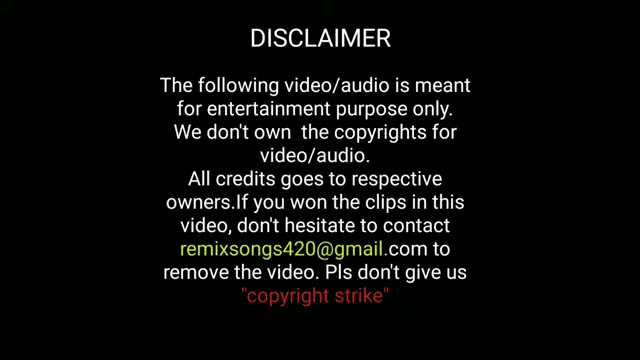 DISCLAIMER
The following video/audio is meant
for entertainment purpose only.
We don't own  the copyrights for
video/audio.
All credits goes to respective
owners.If you won the clips in this
video, don't hesitate to contact
remixsongs420@gmail.com to
remove the video. Pls don't give us
"copyright strike"